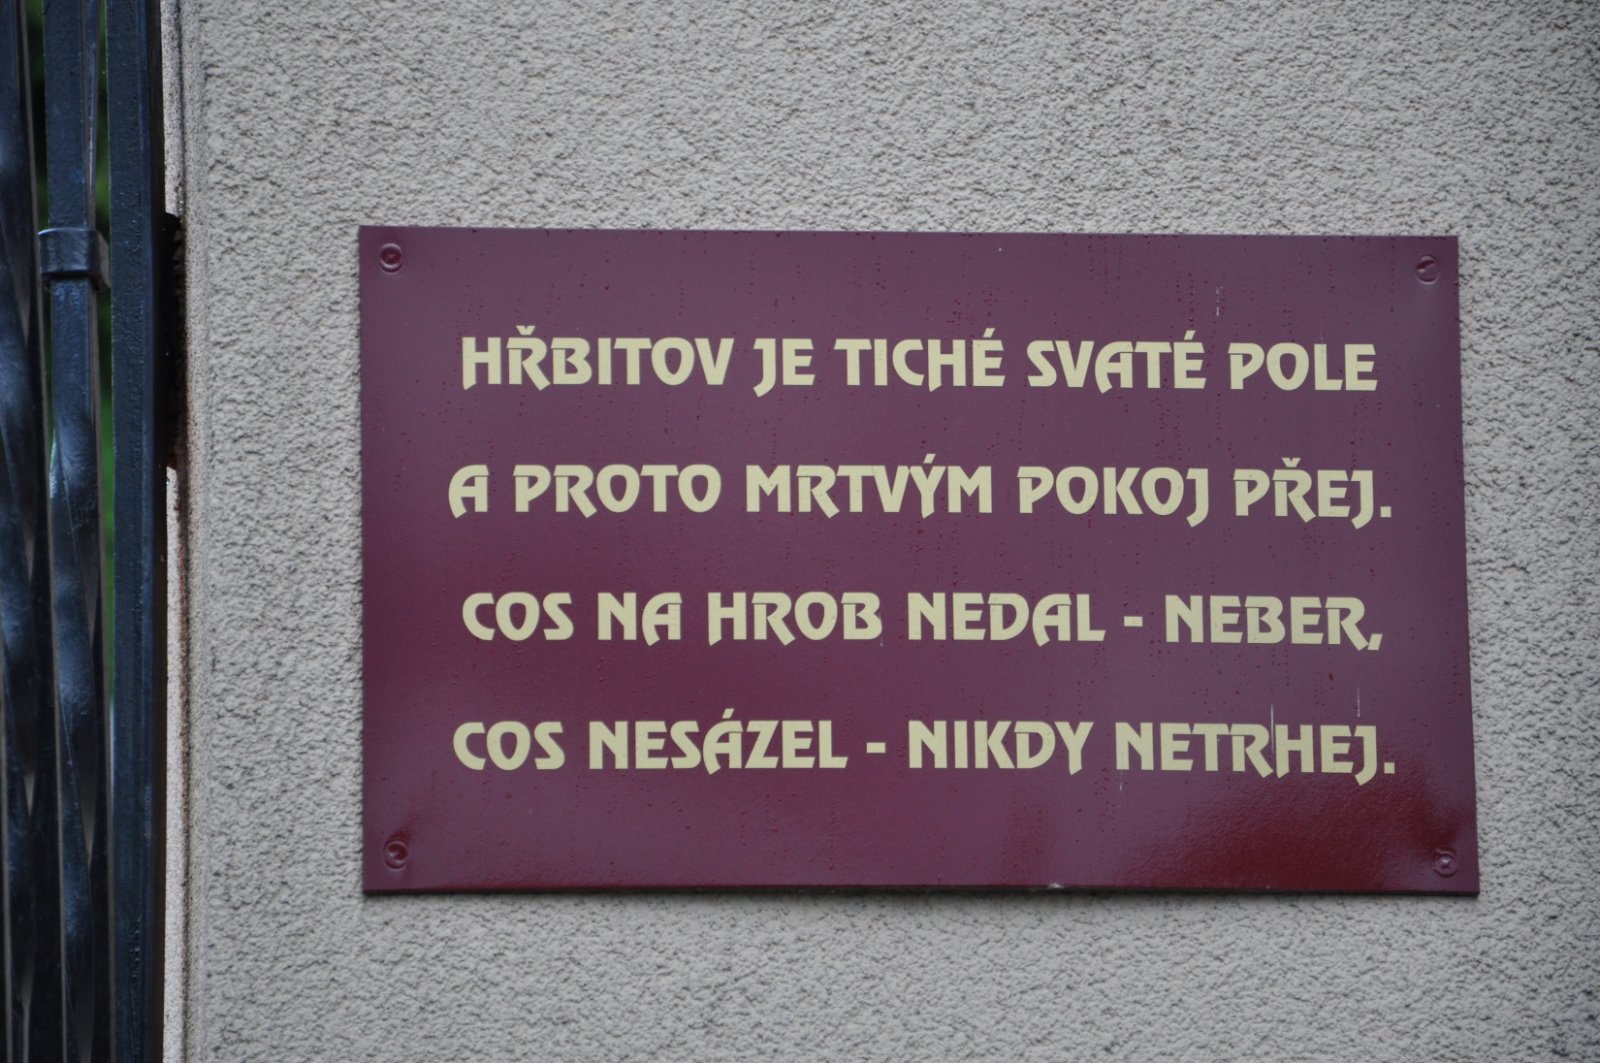 HŘBITOV JE TICHÉ SVATÉ POLE
A PROTO MRTVÝM POKOJ PŘEJ.
COS NA HROB NEDAL - NEBER,
COS NESÁZEL - NIKDY NETRHEJ.